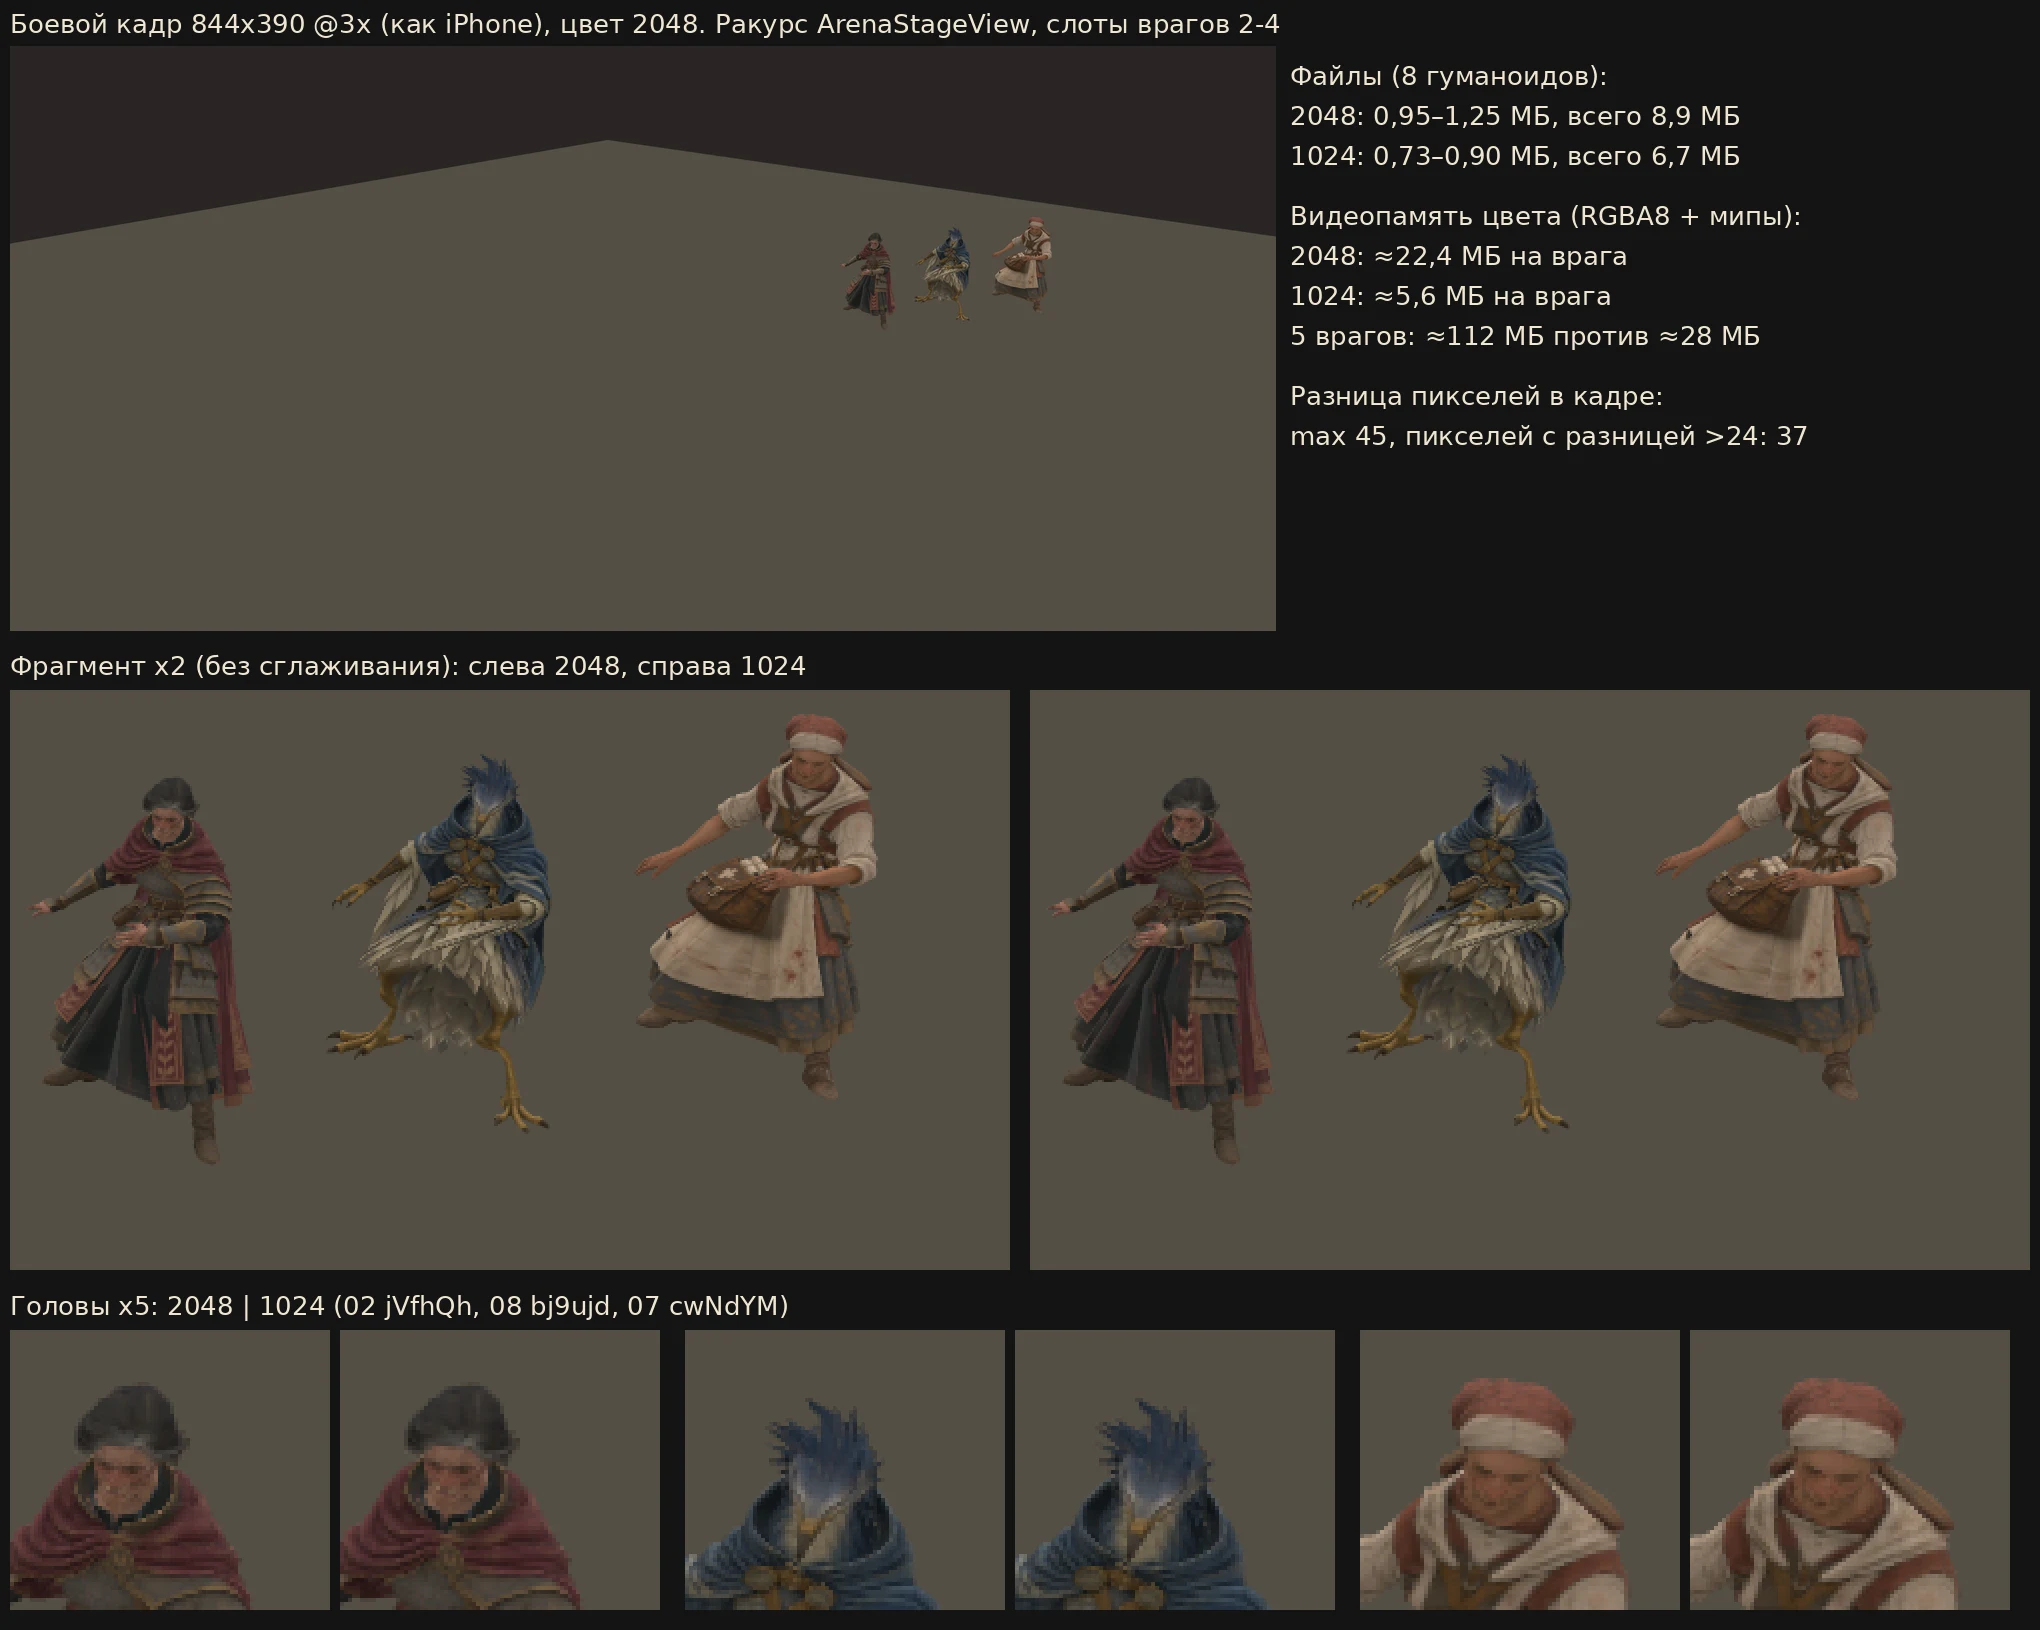 Боевой кадр 844x390 @3x (как iPhone), цвет 2048. Ракурс ArenaStageView, слоты врагов 2-4
Файлы (8 гуманоидов):
2048: 0,95–1,25 МБ, всего 8,9 МБ
1024: 0,73–0,90 МБ, всего 6,7 МБ
Видеопамять цвета (RGBA8 + мипы):
2048: ≈22,4 МБ на врага
1024: ≈5,6 МБ на врага
5 врагов: ≈112 МБ против ≈28 МБ
Разница пикселей в кадре:
max 45, пикселей с разницей >24: 37
Фрагмент x2 (без сглаживания): слева 2048, справа 1024
Головы x5: 2048 | 1024 (02 jVfhQh, 08 bj9ujd, 07 cwNdYM)